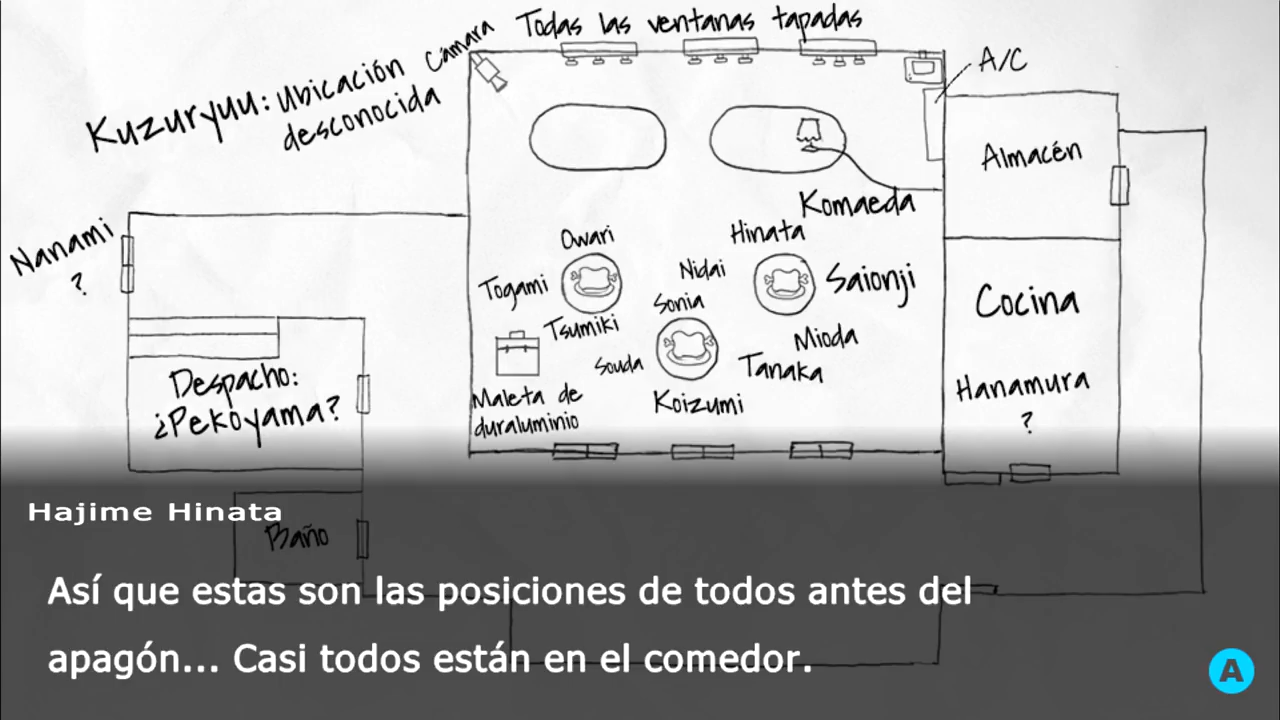 Todas las ventanas tapadas
Cámara
Kuzuryuu: Ubicación
desconocida
A/C
Almacén
Komaeda
Nanami
?
Owari
Hinata
Togami
Nidai
Saionji
Sonia
Tsumiki
Mioda
Souda
Tanaka
Koizumi
Maleta de
duraluminio
Cocina
Hanamura
?
Despacho:
¿Pekoyama?
Baño
Hajime Hinata
Así que estas son las posiciones de todos antes del
apagón... Casi todos están en el comedor.
A